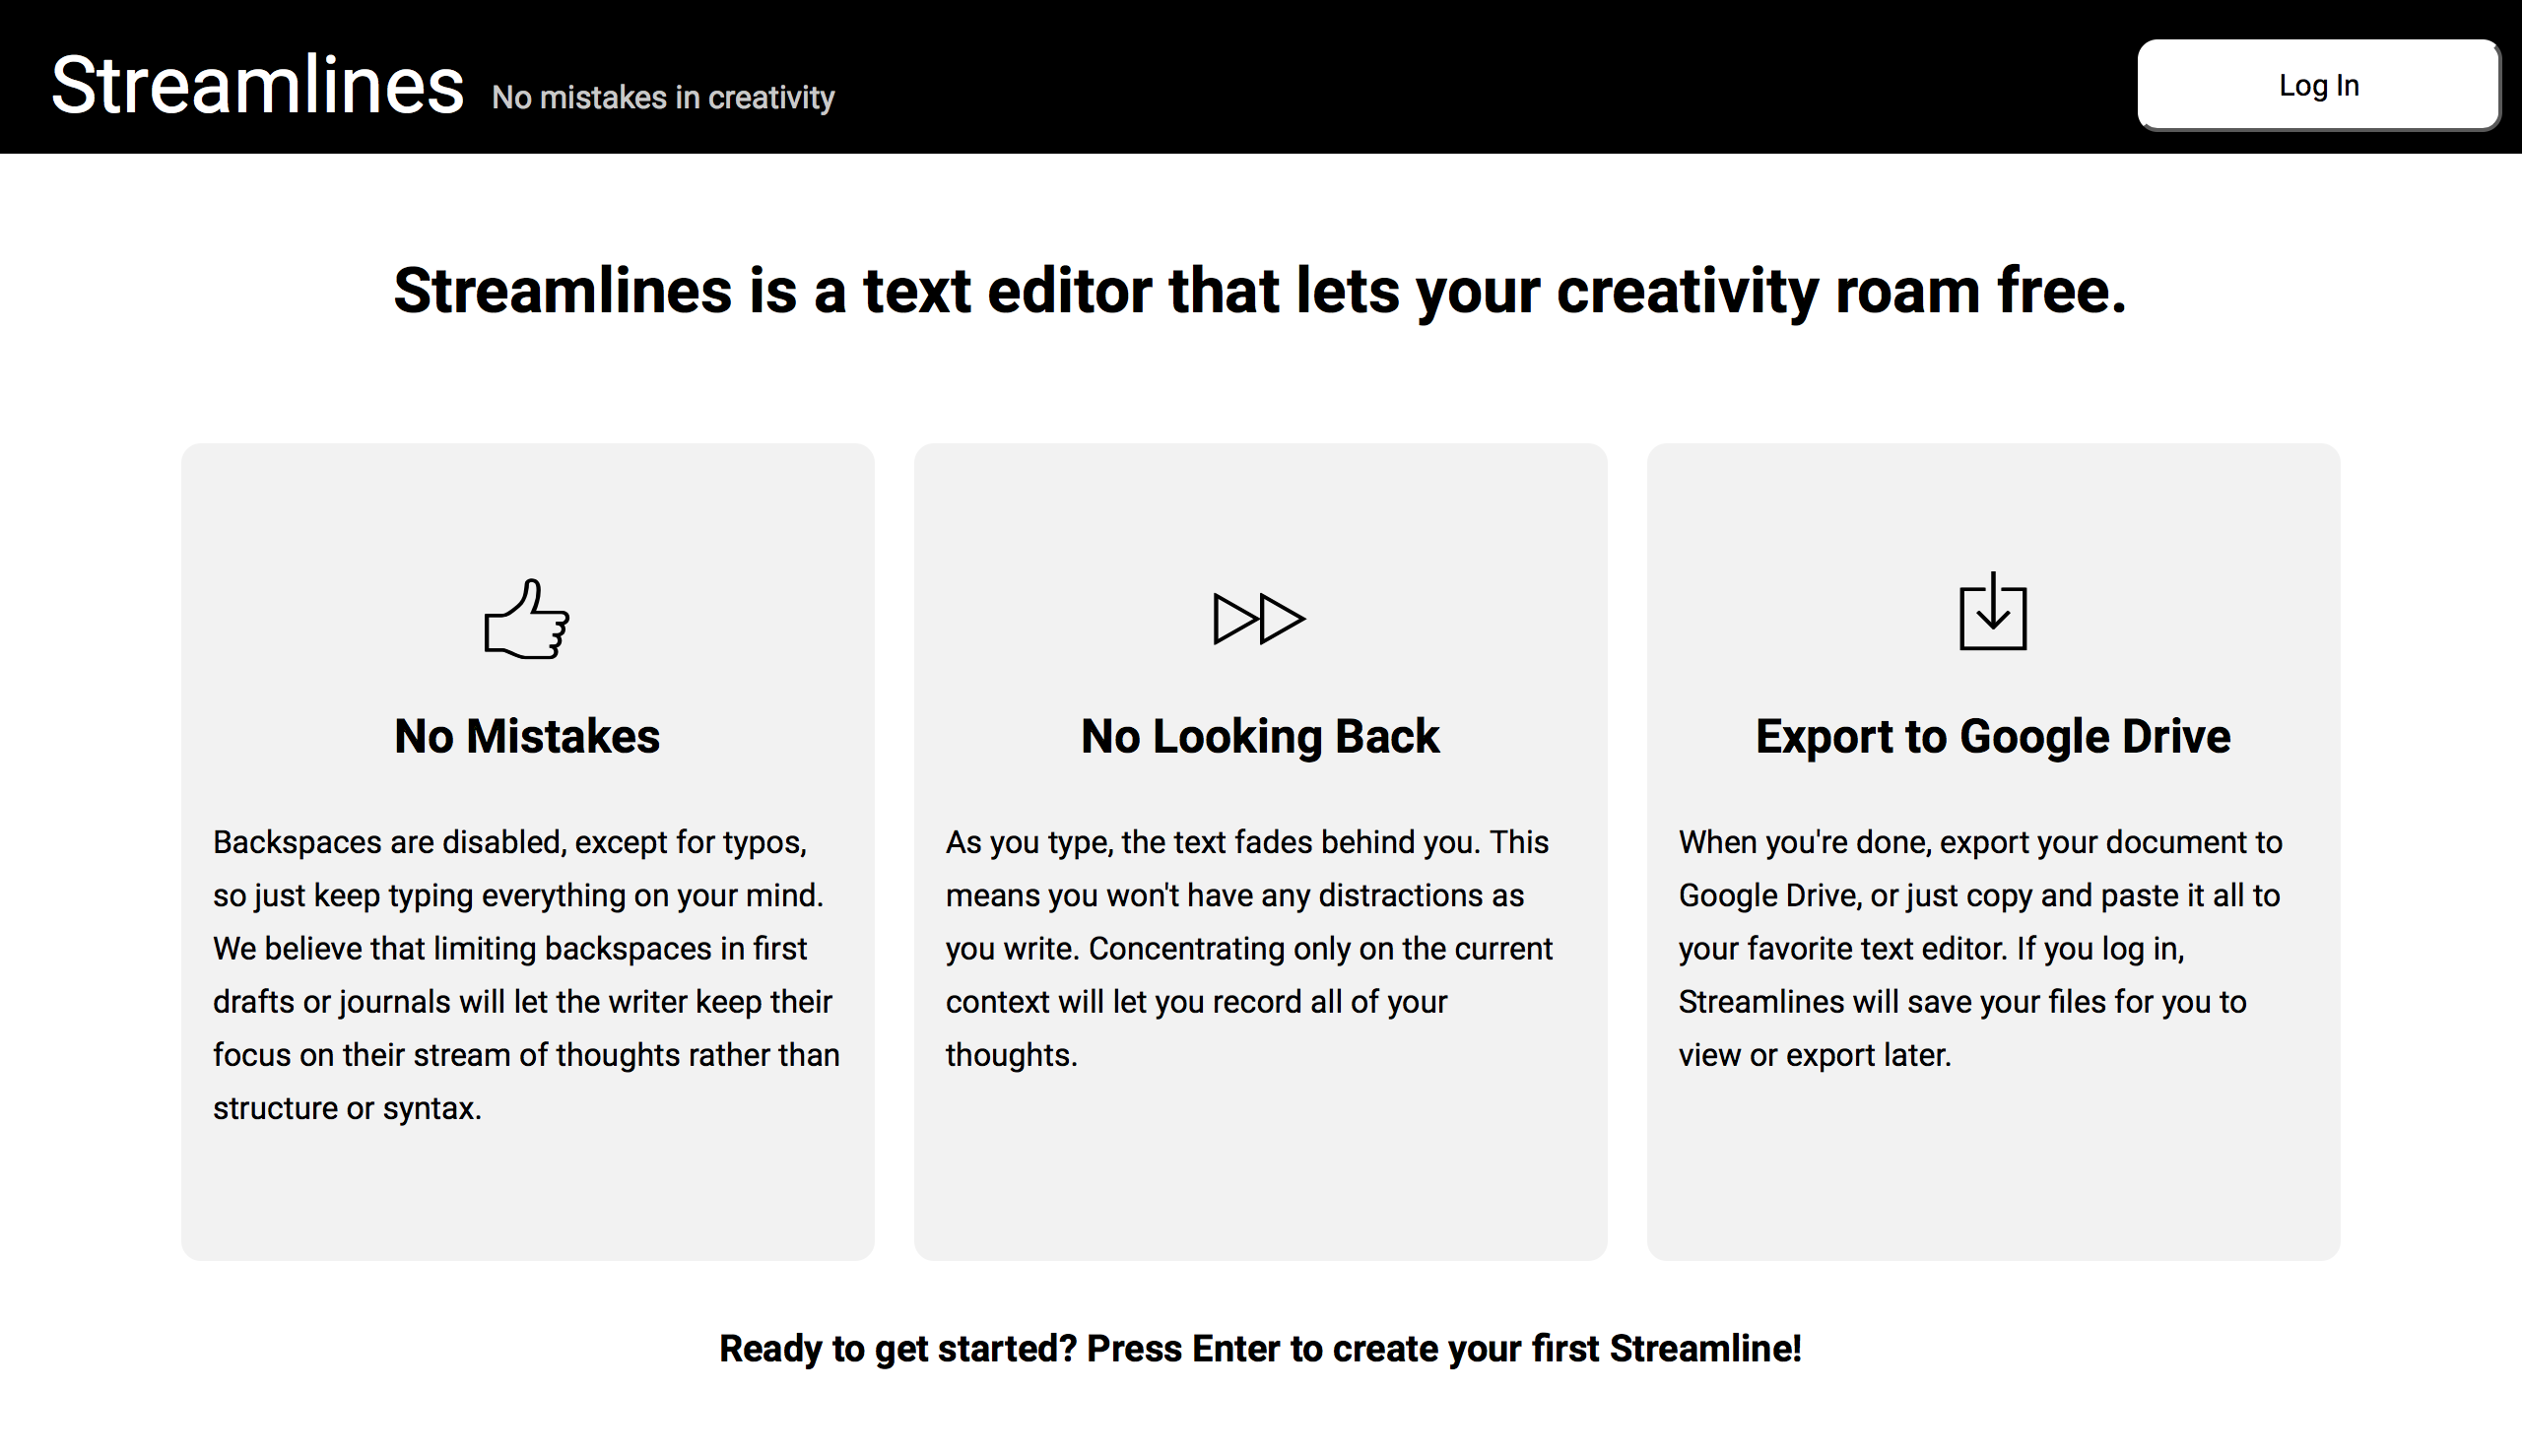 Streamlines No mistakes in creativity
Log In
Streamlines is a text editor that lets your creativity roam free.
No Mistakes
Backspaces are disabled, except for typos,
so just keep typing everything on your mind.
We believe that limiting backspaces in first
drafts or journals will let the writer keep their
focus on their stream of thoughts rather than
structure or syntax.
No Looking Back
As you type, the text fades behind you. This
means you won't have any distractions as
you write. Concentrating only on the current
context will let you record all of your
thoughts.
Export to Google Drive
When you're done, export your document to
Google Drive, or just copy and paste it all to
your favorite text editor. If you log in,
Streamlines will save your files for you to
view or export later.
Ready to get started? Press Enter to create your first Streamline!